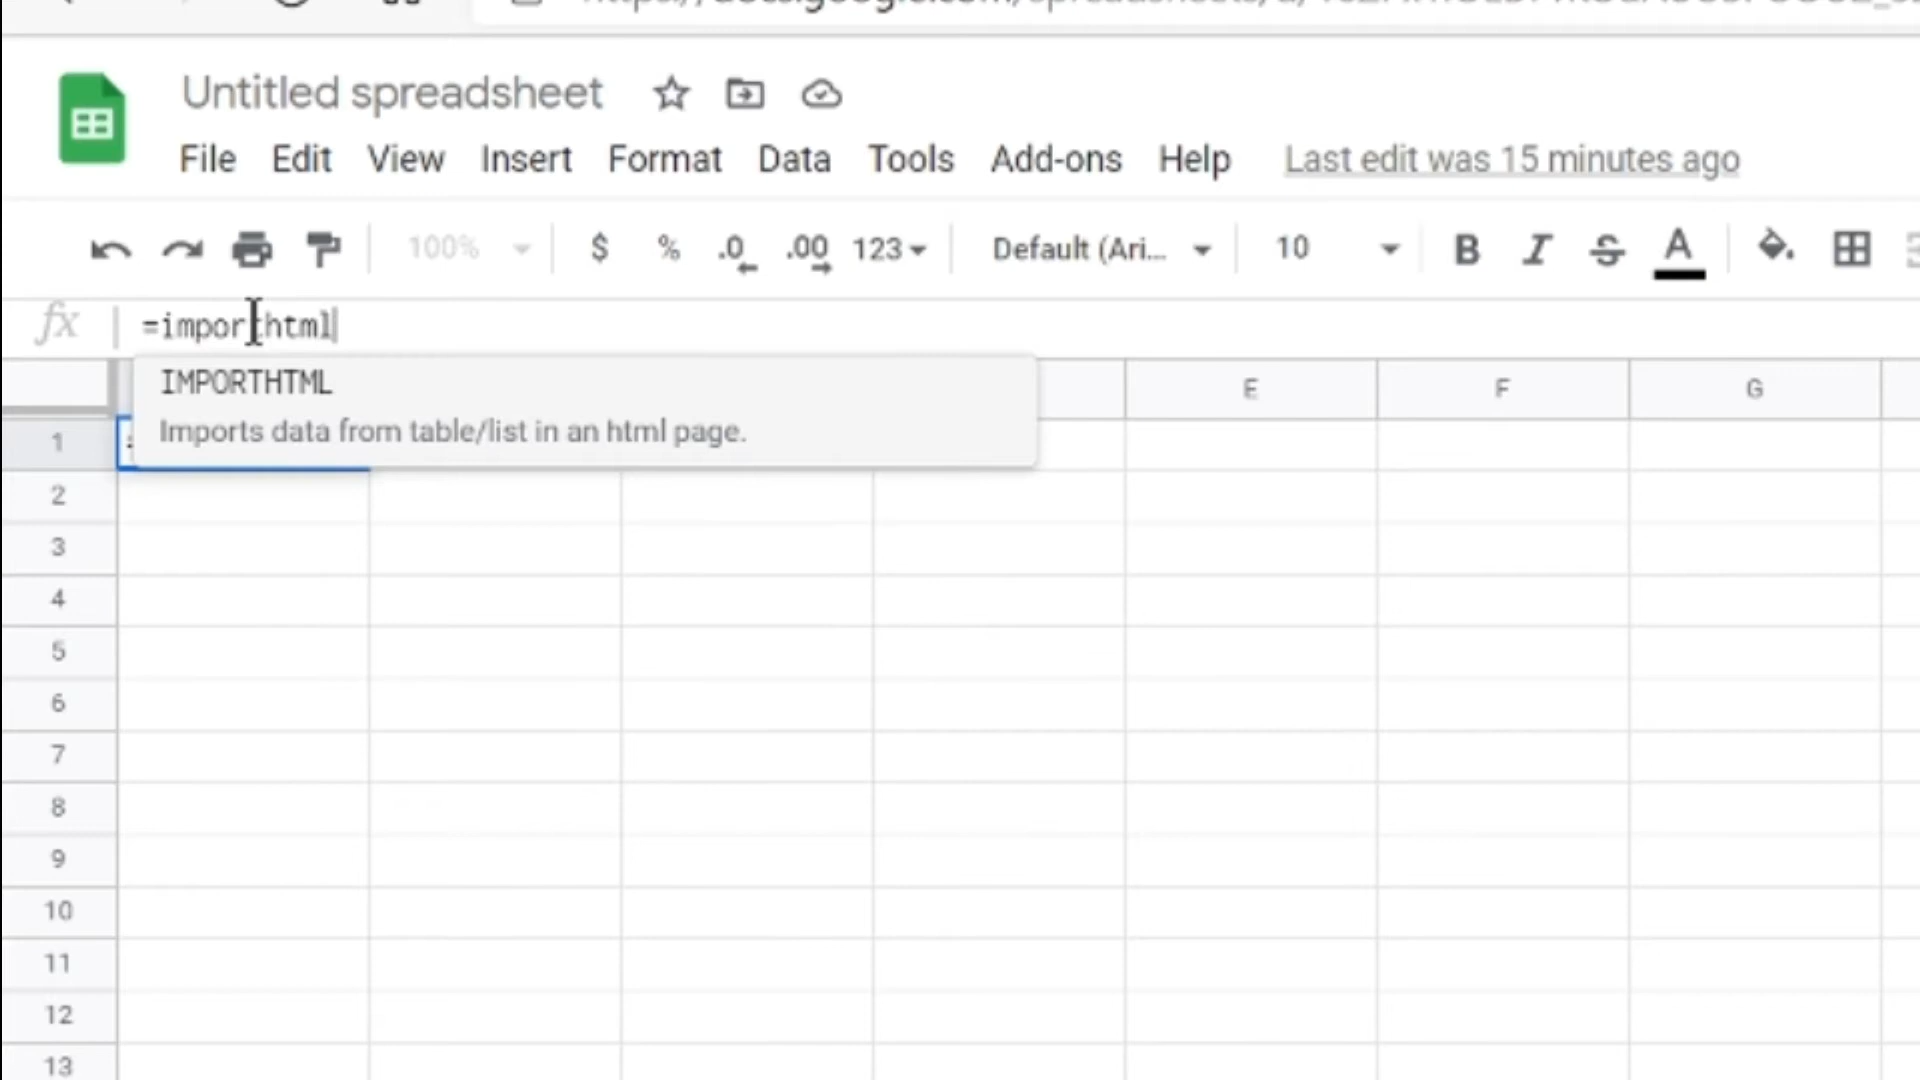 Untitled spreadsheet
File Edit View Insert Format Data Tools Add-ons Help Last edit was 15 minutes ago
100% $ % .0 .00 123 Default (Ari... 10 B I S A
fx =importhtml
IMPORTHTML
Imports data from table/list in an html page.
E F G
1
2
3
4
5
6
7
8
9
10
11
12
13